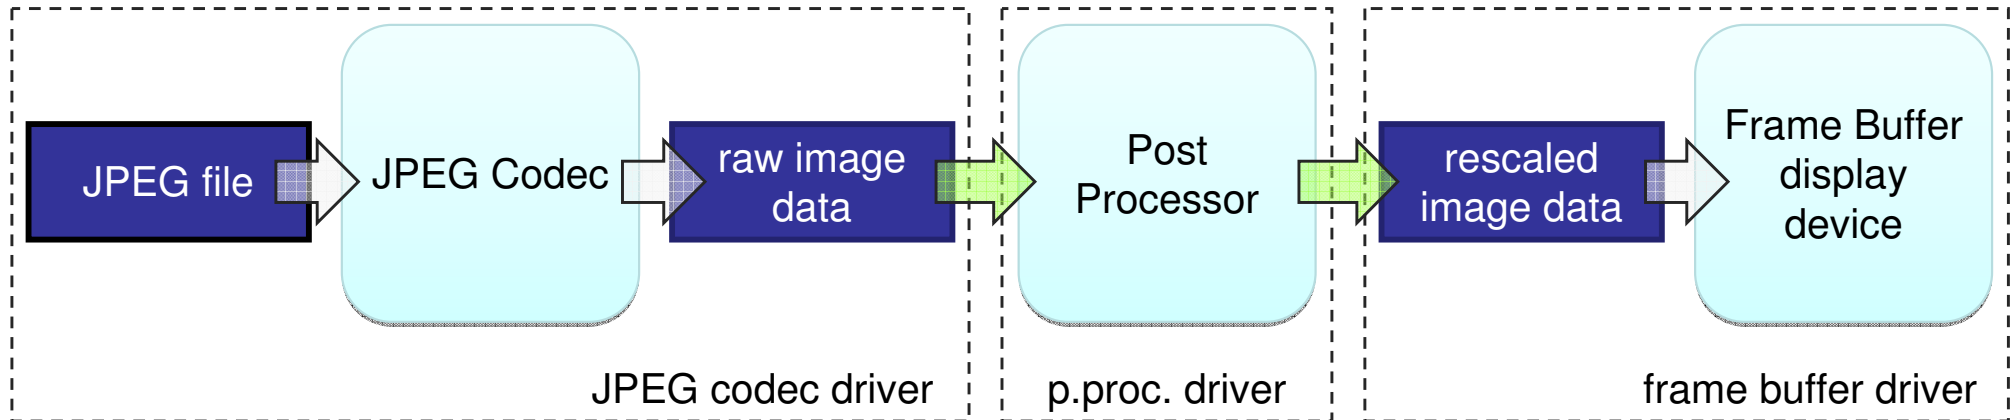 JPEG file
JPEG Codec
raw image
data
Post
Processor
rescaled
image data
Frame Buffer
display
device
JPEG codec driver
p.proc. driver
frame buffer driver